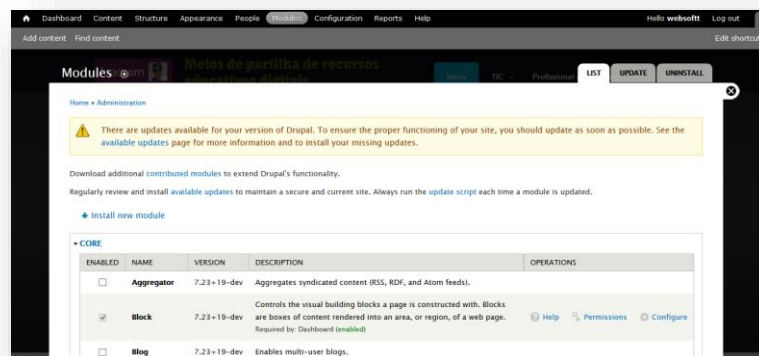 Dashboard Content Structure Appearance People Modules Configuration Reports Help Hello websoftt Log out
Add content Find content Edit shortcu
Meios de partilha de recursos
educativos digitais
Modules Início TIC Profissional LIST UPDATE UNINSTALL
Home » Administration
There are updates available for your version of Drupal. To ensure the proper functioning of your site, you should update as soon as possible. See the
available updates page for more information and to install your missing updates.
Download additional contributed modules to extend Drupal's functionality.
Regularly review and install available updates to maintain a secure and current site. Always run the update script each time a module is updated.
+ Install new module
CORE
ENABLED NAME VERSION DESCRIPTION OPERATIONS
Aggregator 7.23+19-dev Aggregates syndicated content (RSS, RDF, and Atom feeds).
Controls the visual building blocks a page is constructed with. Blocks
Block 7.23+19-dev are boxes of content rendered into an area, or region, of a web page. Help Permissions Configure
Required by: Dashboard (enabled)
Blog 7.23+19-dev Enables multi-user blogs.